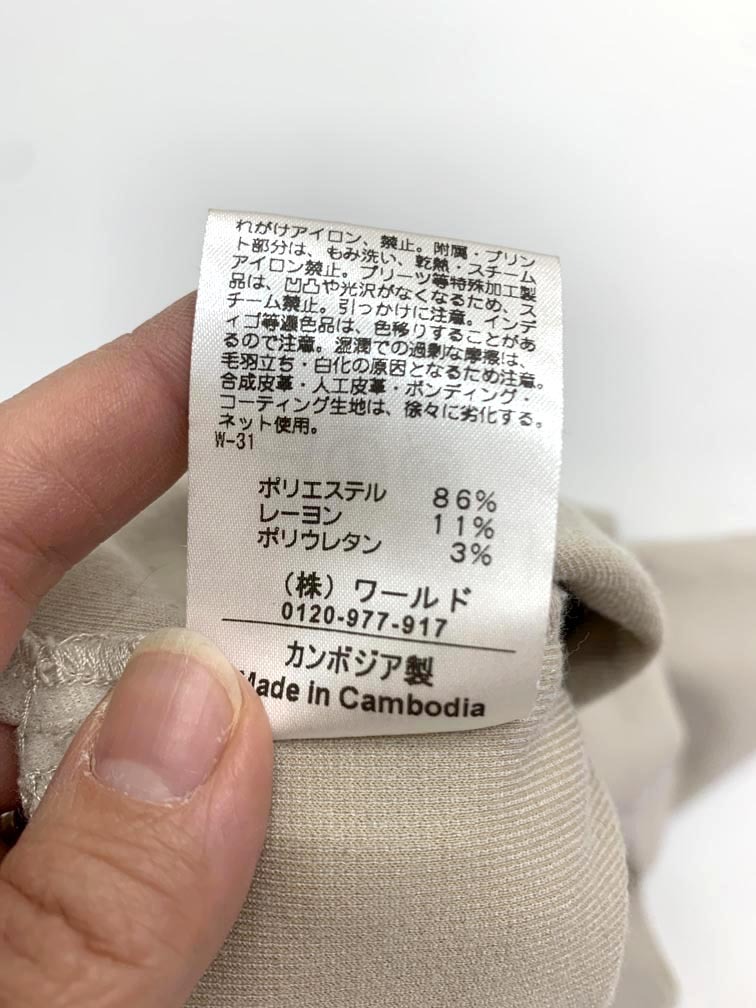 れがけアイロン、禁止。附属・プリン
ト部分は、もみ洗い、乾熱・スチーム
アイロン禁止。プリーツ等特殊加工製
品は、凹凸や光沢がなくなるため、ス
チーム禁止。引っかけに注意。インデ
ィゴ等濃色品は、色移りすることがあ
るので注意。湿潤での過剰な摩擦は、
毛羽立ち・白化の原因となるため注意。
合成皮革・人工皮革・ボンディング・
コーティング生地は、徐々に劣化する。
ネット使用。
W-31
ポリエステル 86%
レーヨン 11%
ポリウレタン 3%
(株) ワールド
0120-977-917
カンボジア製
Made in Cambodia